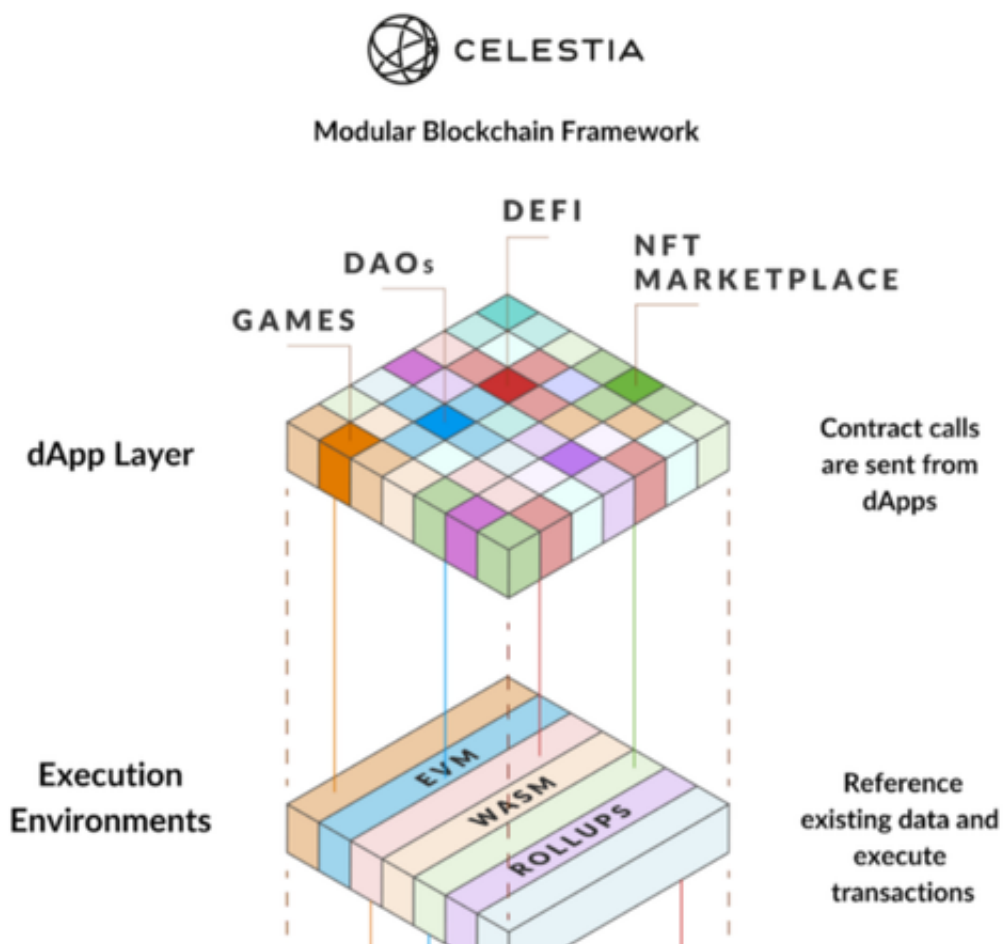 CELESTIA
Modular Blockchain Framework
DEFI
DAOs
NFT
MARKETPLACE
GAMES
dApp Layer
Contract calls
are sent from
dApps
EVM
WASM
ROLLUPS
Execution
Environments
Reference
existing data and
execute
transactions